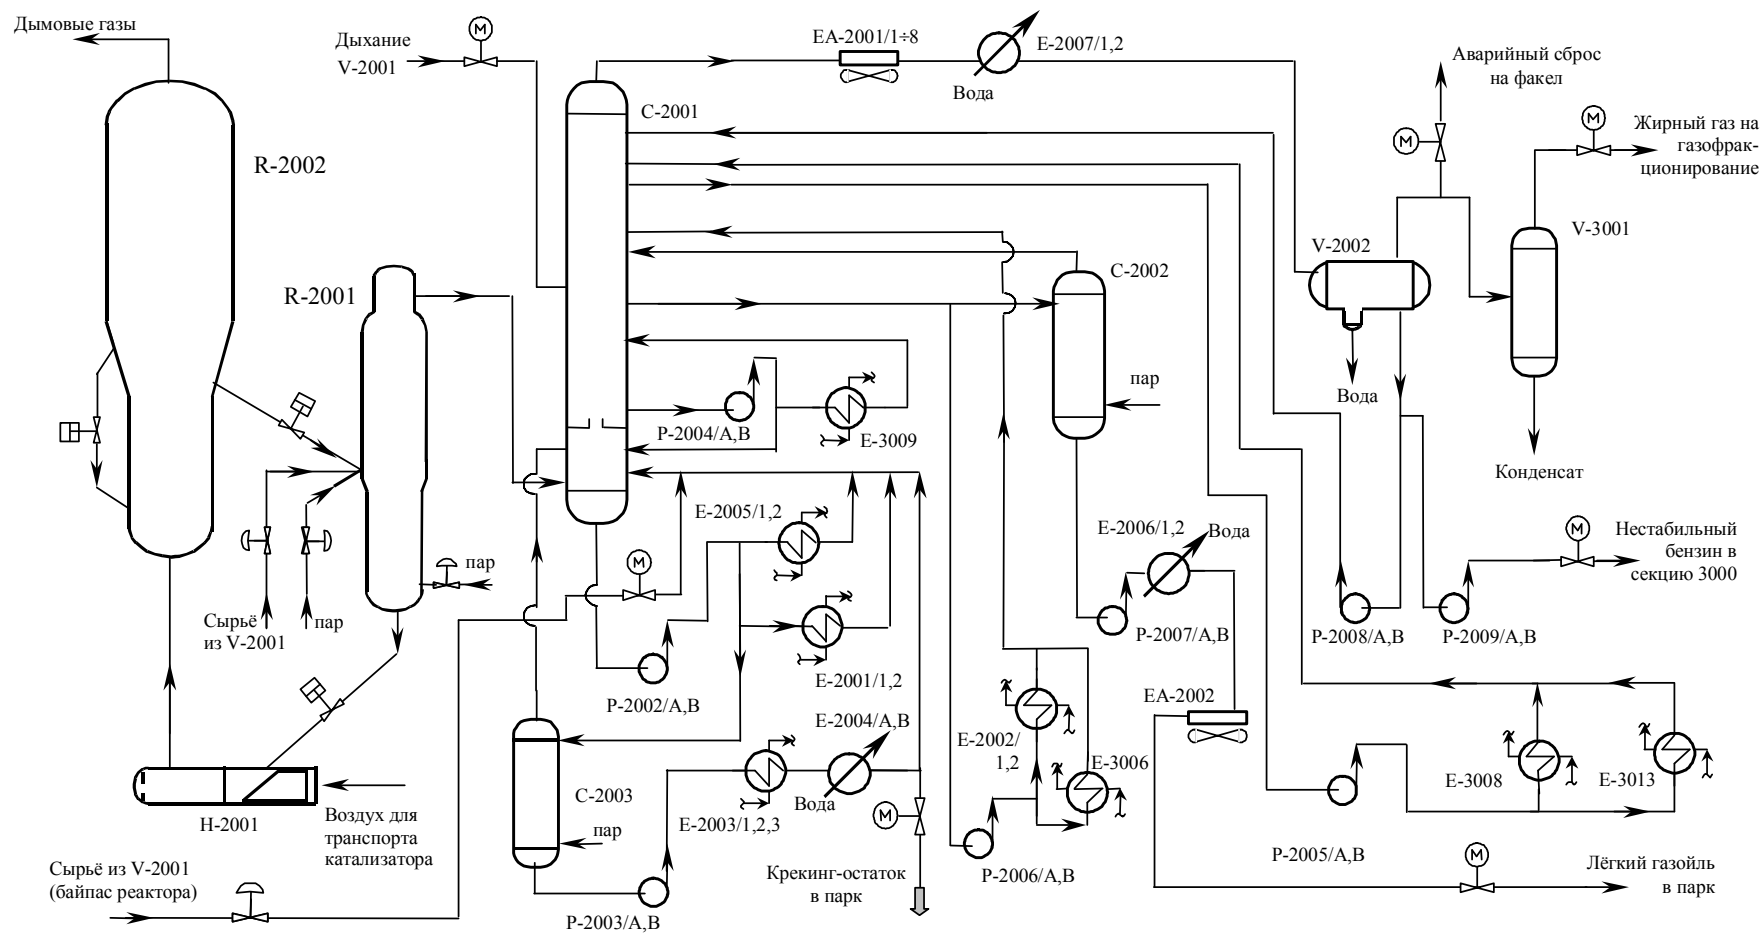 Дымовые газы
Дыхание
V-2001
M
EA-2001/1÷8
E-2007/1,2
Вода
Аварийный сброс
на факел
M
M
Жирный газ на
газофрак-
ционирование
C-2001
R-2002
V-3001
V-2002
C-2002
R-2001
пар
Вода
P-2004/A,B
E-3009
Конденсат
E-2005/1,2
E-2006/1,2
Вода
M
Нестабильный
бензин в
секцию 3000
M
пар
Сырьё
из V-2001
пар
P-2007/A,B
P-2008/A,B
P-2009/A,B
E-2001/1,2
P-2002/A,B
EA-2002
E-2004/A,B
E-2002/
1,2
E-3006
E-3008
E-3013
C-2003
Вода
пар
E-2003/1,2,3
M
H-2001
Воздух для
транспорта
катализатора
Сырьё из V-2001
(байпас реактора)
P-2003/A,B
Крекинг-остаток
в парк
P-2006/A,B
P-2005/A,B
M
Лёгкий газойль
в парк